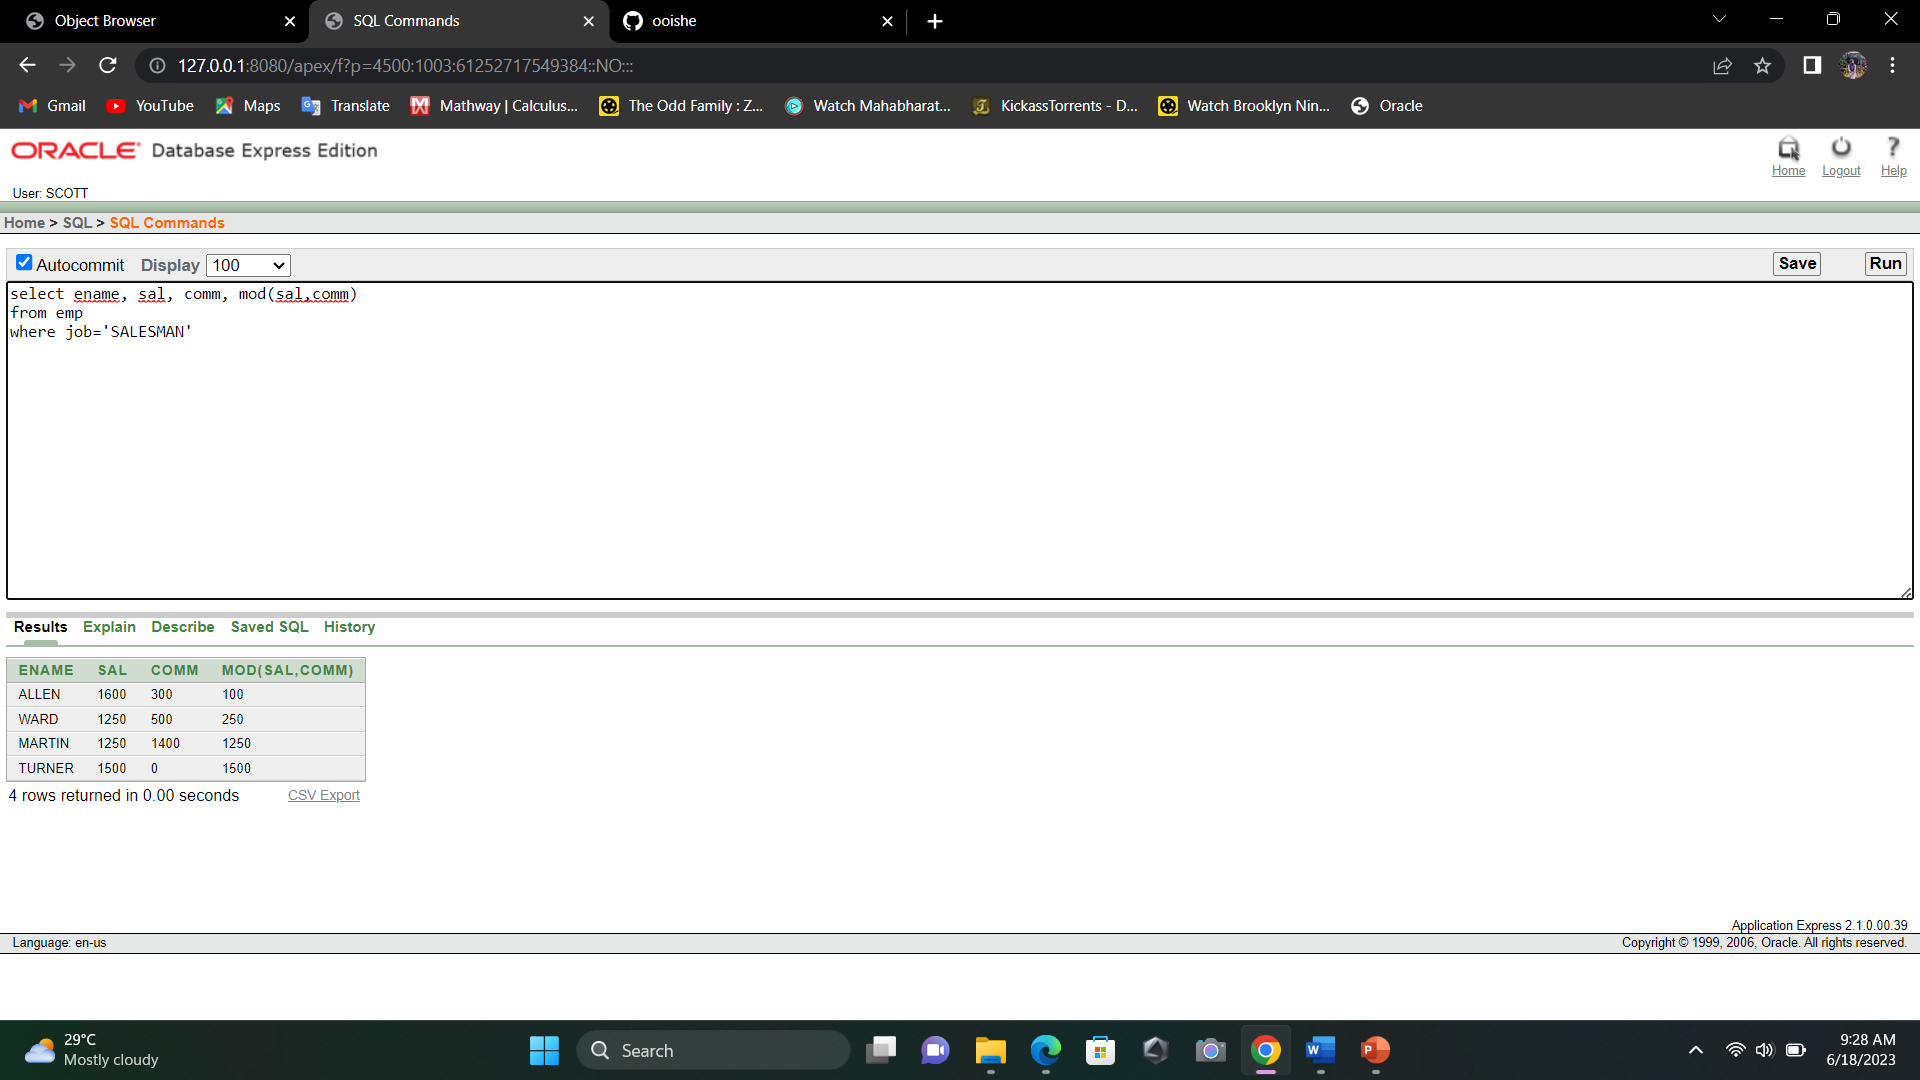 Object Browser
SQL Commands
ooishe
127.0.0.1:8080/apex/f?p=4500:1003:61252717549384::NO:::
Gmail
YouTube
Maps
Translate
Mathway | Calculus...
The Odd Family : Z...
Watch Mahabharat...
KickassTorrents - D...
Watch Brooklyn Nin...
Oracle
ORACLE Database Express Edition
Home Logout Help
User: SCOTT
Home > SQL > SQL Commands
Autocommit Display 100 Save Run
select ename, sal, comm, mod(sal,comm)
from emp
where job='SALESMAN'
Results Explain Describe Saved SQL History
ENAME SAL COMM MOD(SAL,COMM)
ALLEN 1600 300 100
WARD 1250 500 250
MARTIN 1250 1400 1250
TURNER 1500 0 1500
4 rows returned in 0.00 seconds CSV Export
Application Express 2.1.0.00.39
Language: en-us Copyright © 1999, 2006, Oracle. All rights reserved.
29°C
Mostly cloudy
Search
9:28 AM
6/18/2023